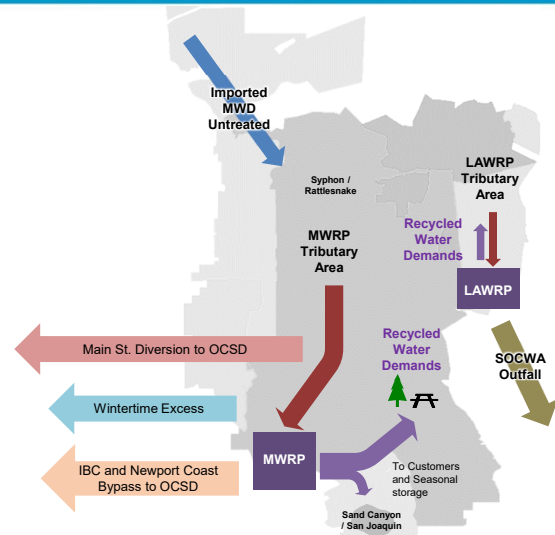 Imported
MWD
Untreated
LAWRP
Tributary
Area
Syphon /
Rattlesnake
Recycled
Water
Demands
MWRP
Tributary
Area
LAWRP
Main St. Diversion to OCSD
Recycled
Water
Demands
SOCWA
Outfall
Wintertime Excess
MWRP
IBC and Newport Coast
Bypass to OCSD
To Customers
and Seasonal
storage
Sand Canyon
/ San Joaquin